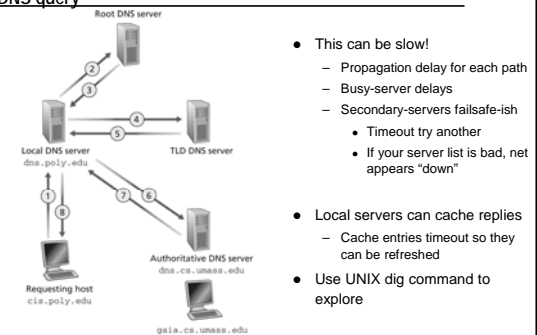 DNS query
Root DNS server
2
3
4
5
Local DNS server
dns.poly.edu
TLD DNS server
1
8
7
6
Authoritative DNS server
dns.cs.umass.edu
Requesting host
cis.poly.edu
gaia.cs.umass.edu
• This can be slow!
– Propagation delay for each path
– Busy-server delays
– Secondary-servers failsafe-ish
• Timeout try another
• If your server list is bad, net
appears “down”
• Local servers can cache replies
– Cache entries timeout so they
can be refreshed
• Use UNIX dig command to
explore